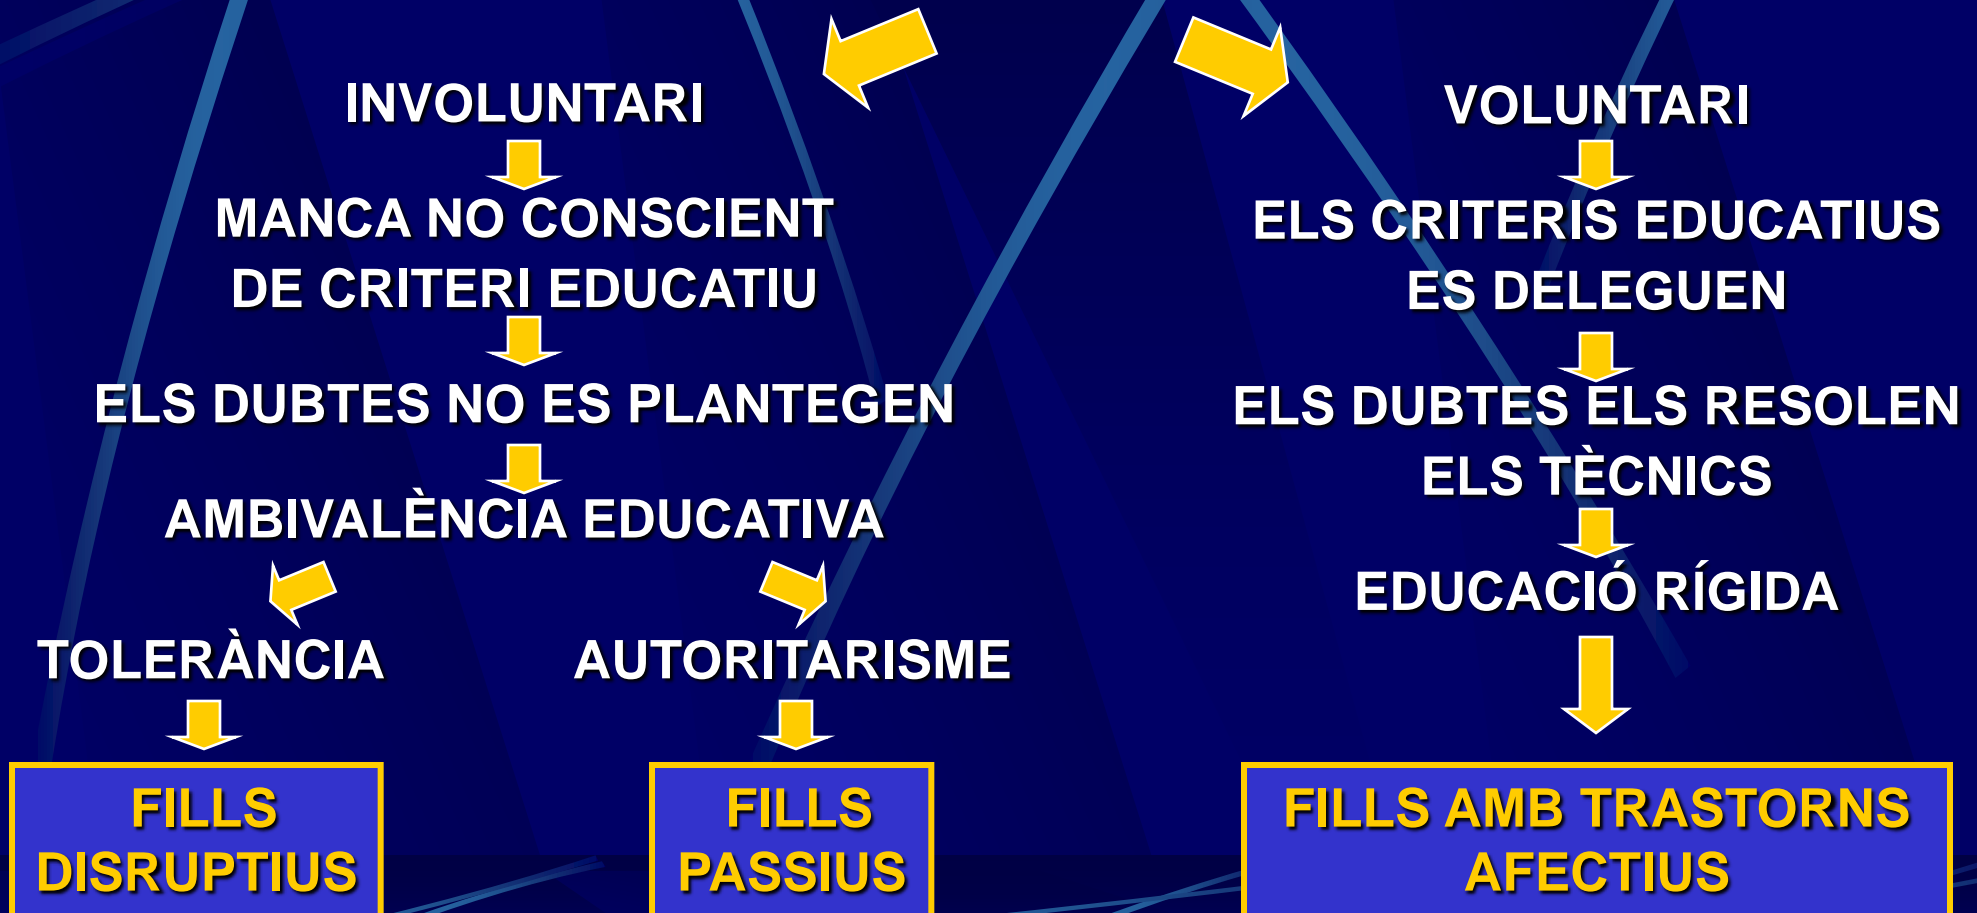 INVOLUNTARI
MANCA NO CONSCIENT
DE CRITERI EDUCATIU
ELS DUBTES NO ES PLANTEGEN
AMBIVALÈNCIA EDUCATIVA
TOLERÀNCIA
AUTORITARISME
FILLS
DISRUPTIUS
FILLS
PASSIUS
VOLUNTARI
ELS CRITERIS EDUCATIUS
ES DELEGUEN
ELS DUBTES ELS RESOLEN
ELS TÈCNICS
EDUCACIÓ RÍGIDA
FILLS AMB TRASTORNS
AFECTIUS